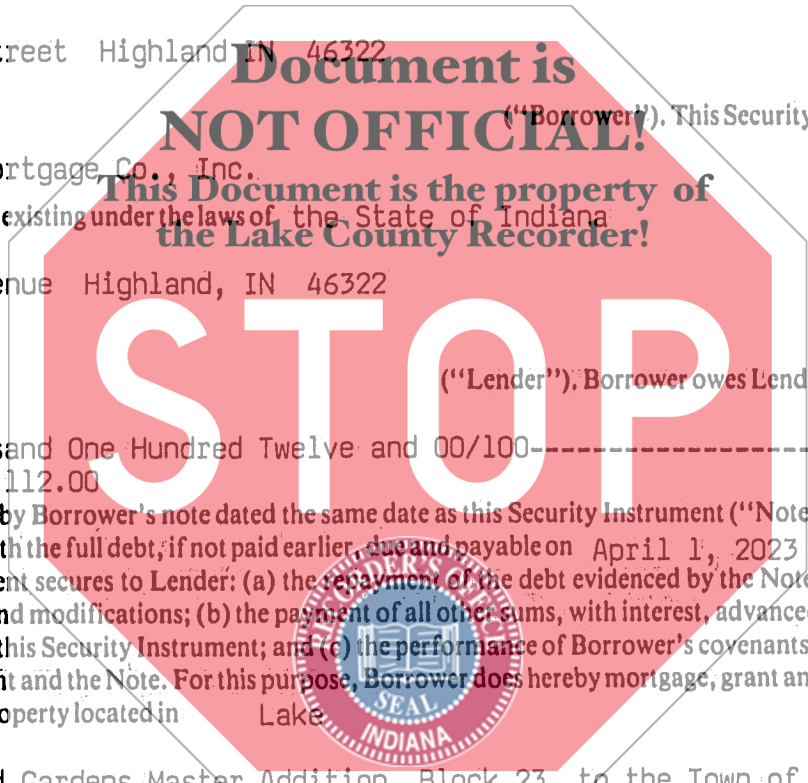 treet Highland IN 46322
Document is
NOT OFFICIAL!
("Borrower"). This Security
ortgage Co., Inc.
This Document is the property of
existing under the laws of the State of Indiana
the Lake County Recorder!
enue Highland, IN 46322
STOP
("Lender"). Borrower owes Lend
sand One Hundred Twelve and 00/100--------------------
112.00
by Borrower's note dated the same date as this Security Instrument ("Note
th the full debt, if not paid earlier, due and payable on April 1, 2023
ent secures to Lender: (a) the repayment of the debt evidenced by the Note
nd modifications; (b) the payment of all other sums, with interest, advance
this Security Instrument; and (c) the performance of Borrower's covenants
nt and the Note. For this purpose, Borrower does hereby mortgage, grant an
operty located in Lake
RECORDER'S OFFICE
SEAL
INDIANA
d Gardens Master Addition, Block 23, to the Town of